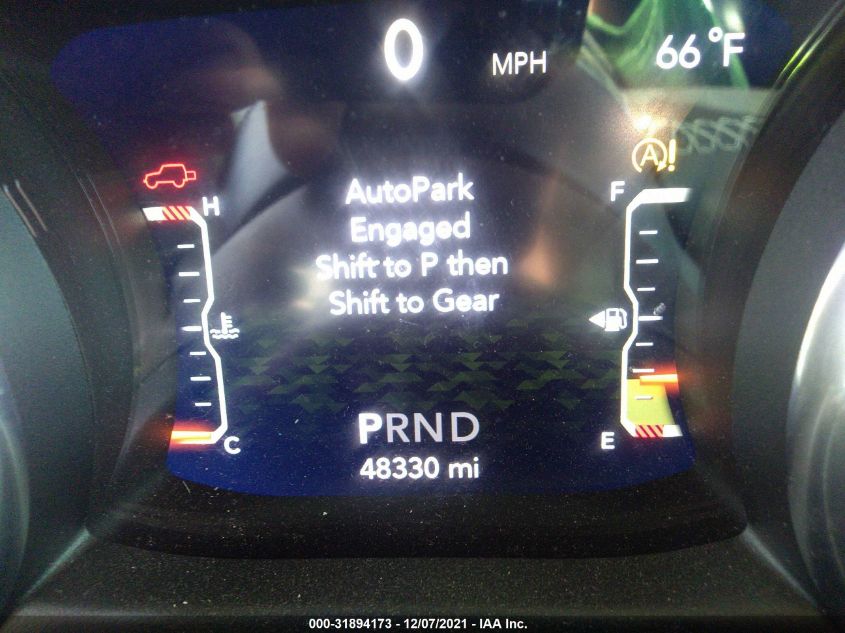 0 MPH 66 °F
A!
H AutoPark F
Engaged
Shift to P then
Shift to Gear
C PRND E
48330 mi
000-31894173 - 12/07/2021 - IAA Inc.